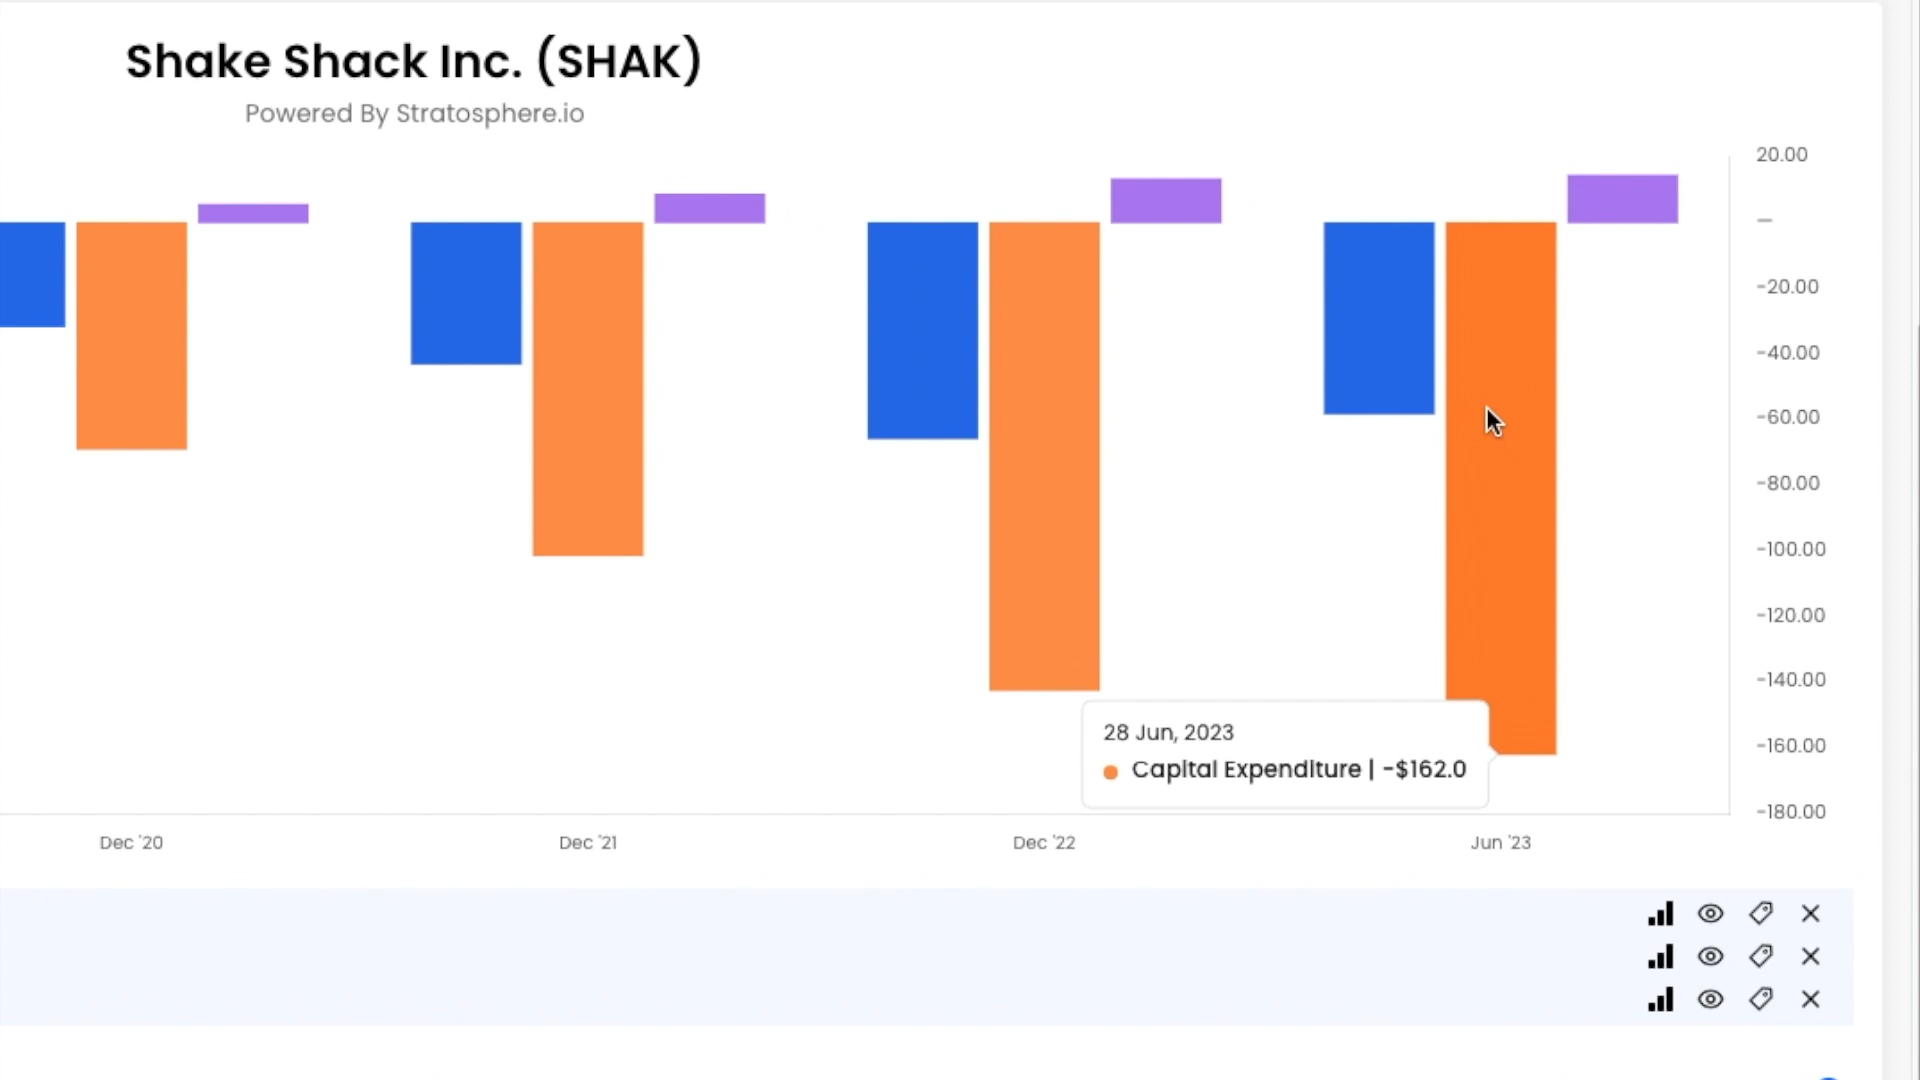 Shake Shack Inc. (SHAK)
Powered By Stratosphere.io
20.00
—
-20.00
-40.00
-60.00
-80.00
-100.00
-120.00
-140.00
-160.00
-180.00
28 Jun, 2023
Capital Expenditure | -$162.0
Dec '20
Dec '21
Dec '22
Jun '23